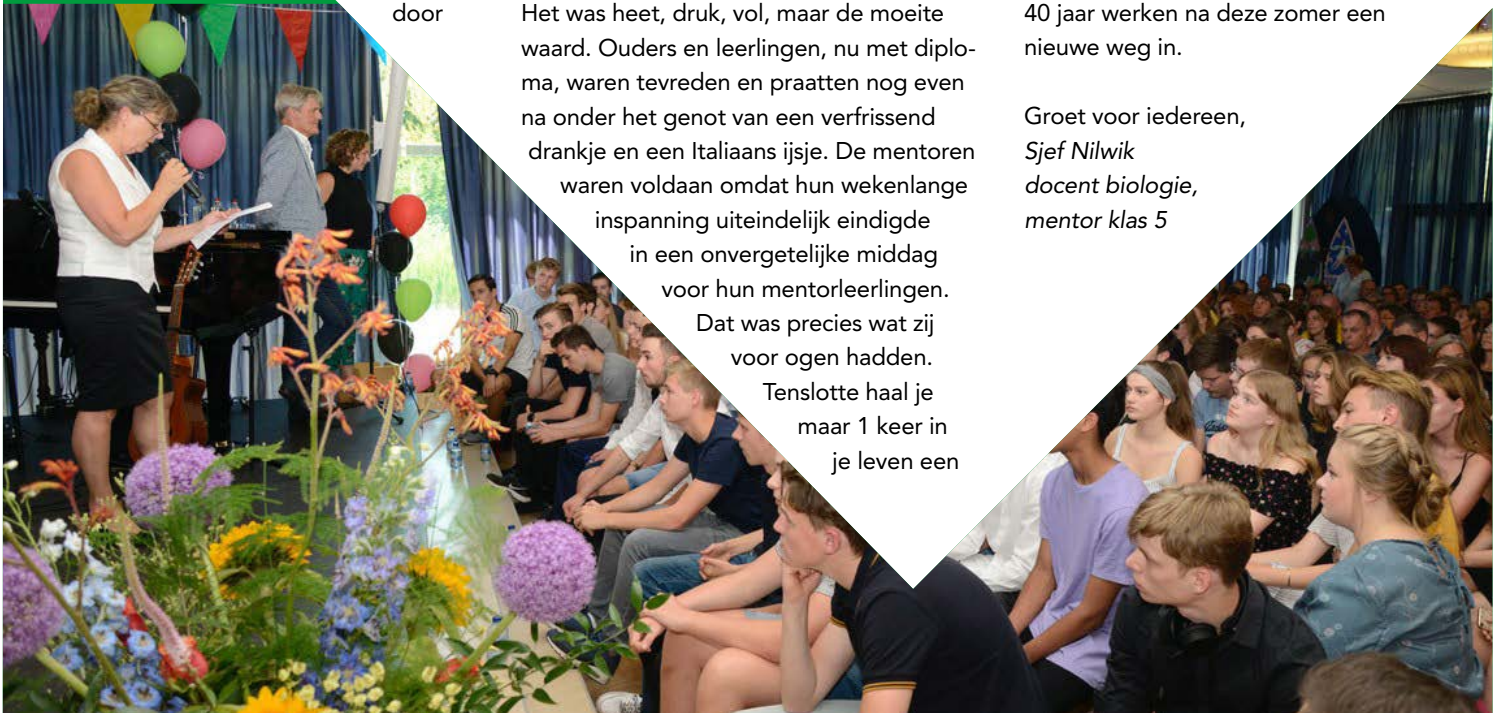 door
Het was heet, druk, vol, maar de moeite
waard. Ouders en leerlingen, nu met diplo-
ma, waren tevreden en praatten nog even
na onder het genot van een verfrissend
drankje en een Italiaans ijsje. De mentoren
waren voldaan omdat hun wekenlange
inspanning uiteindelijk eindigde
in een onvergetelijke middag
voor hun mentorleerlingen.
Dat was precies wat zij
voor ogen hadden.
Tenslotte haal je
maar 1 keer in
je leven een
40 jaar werken na deze zomer een
nieuwe weg in.
Groet voor iedereen,
Sjef Nilwik
docent biologie,
mentor klas 5